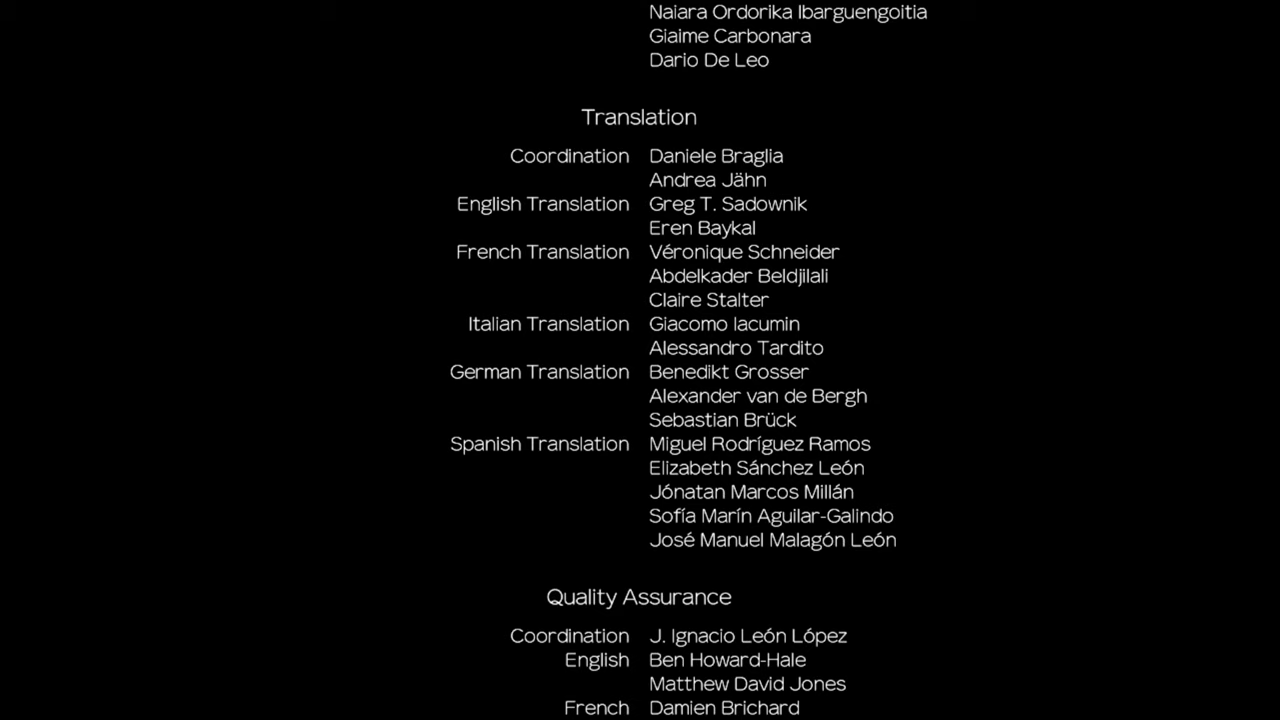 Naiara Ordorika Ibarguengoitia
Giaime Carbonara
Dario De Leo
Translation
Coordination Daniele Braglia
Andrea Jähn
English Translation Greg T. Sadownik
Eren Baykal
French Translation Véronique Schneider
Abdelkader Beldjilali
Claire Stalter
Italian Translation Giacomo Iacumin
Alessandro Tardito
German Translation Benedikt Grosser
Alexander van de Bergh
Sebastian Brück
Spanish Translation Miguel Rodríguez Ramos
Elizabeth Sánchez León
Jónatan Marcos Millán
Sofía Marín Aguilar-Galindo
José Manuel Malagón León
Quality Assurance
Coordination J. Ignacio León López
English Ben Howard-Hale
Matthew David Jones
French Damien Brichard